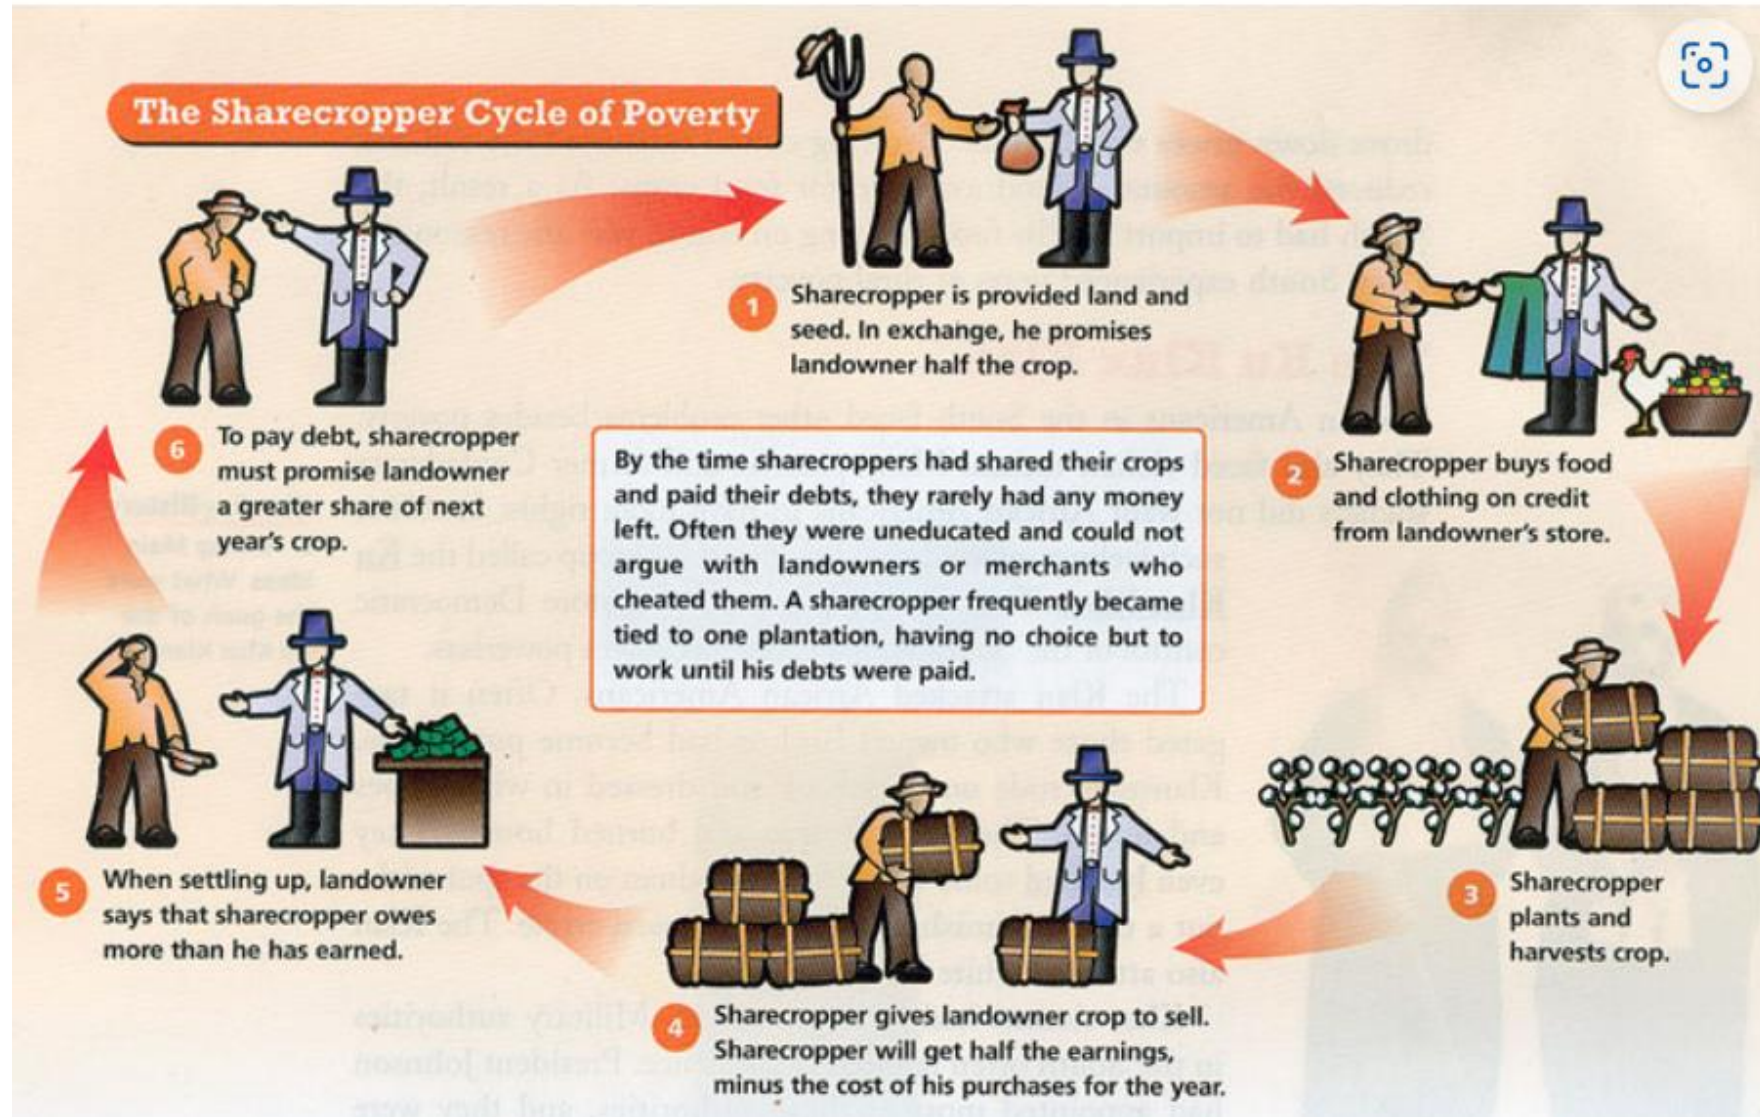 The Sharecropper Cycle of Poverty
1
Sharecropper is provided land and
seed. In exchange, he promises
landowner half the crop.
2
Sharecropper buys food
and clothing on credit
from landowner's store.
3
Sharecropper
plants and
harvests crop.
4
Sharecropper gives landowner crop to sell.
Sharecropper will get half the earnings,
minus the cost of his purchases for the year.
5
When settling up, landowner
says that sharecropper owes
more than he has earned.
6
To pay debt, sharecropper
must promise landowner
a greater share of next
year's crop.
By the time sharecroppers had shared their crops
and paid their debts, they rarely had any money
left. Often they were uneducated and could not
argue with landowners or merchants who
cheated them. A sharecropper frequently became
tied to one plantation, having no choice but to
work until his debts were paid.